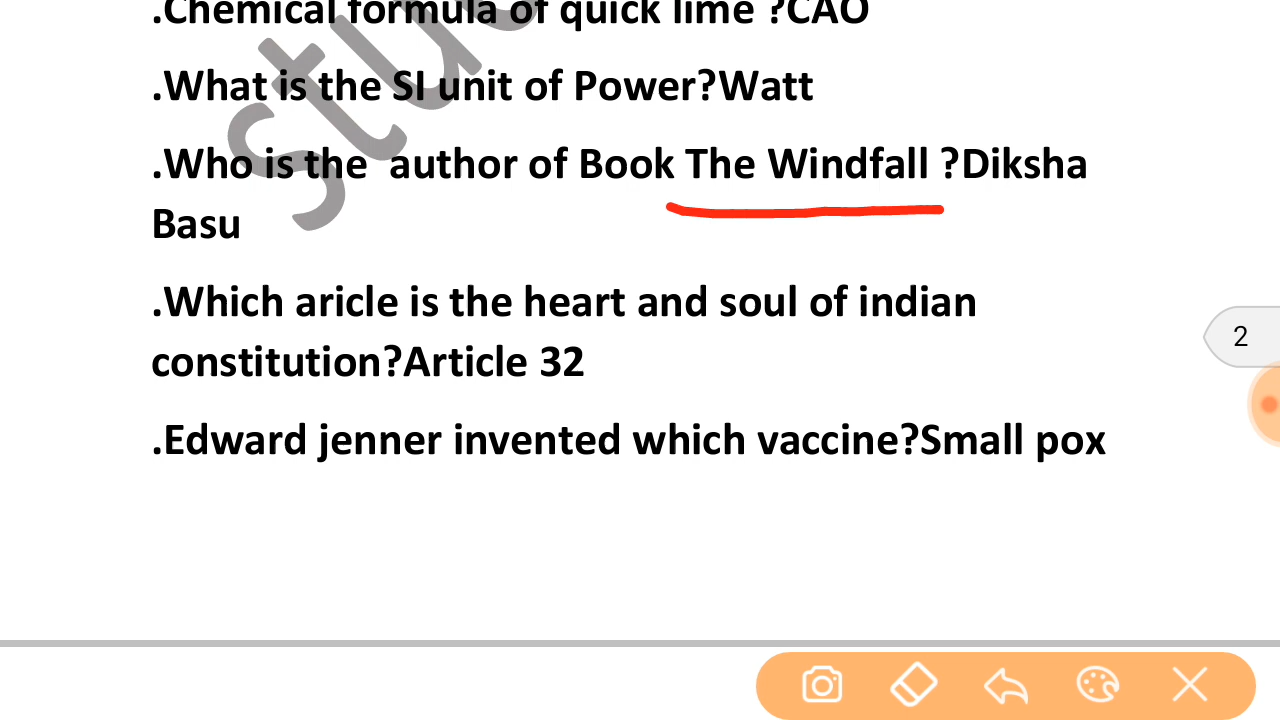 .Chemical formula of quick lime ?CAO
.What is the SI unit of Power?Watt
.Who is the  author of Book The Windfall ?Diksha
Basu
.Which aricle is the heart and soul of indian
constitution?Article 32
.Edward jenner invented which vaccine?Small pox
2
stu